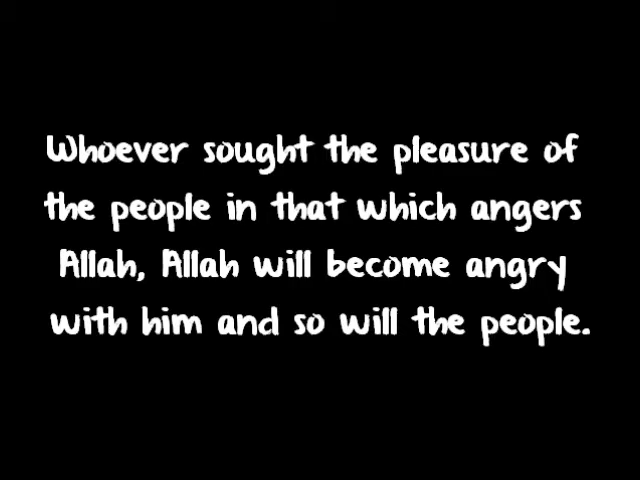 Whoever sought the pleasure of
the people in that which angers
Allah, Allah will become angry
with him and so will the people.